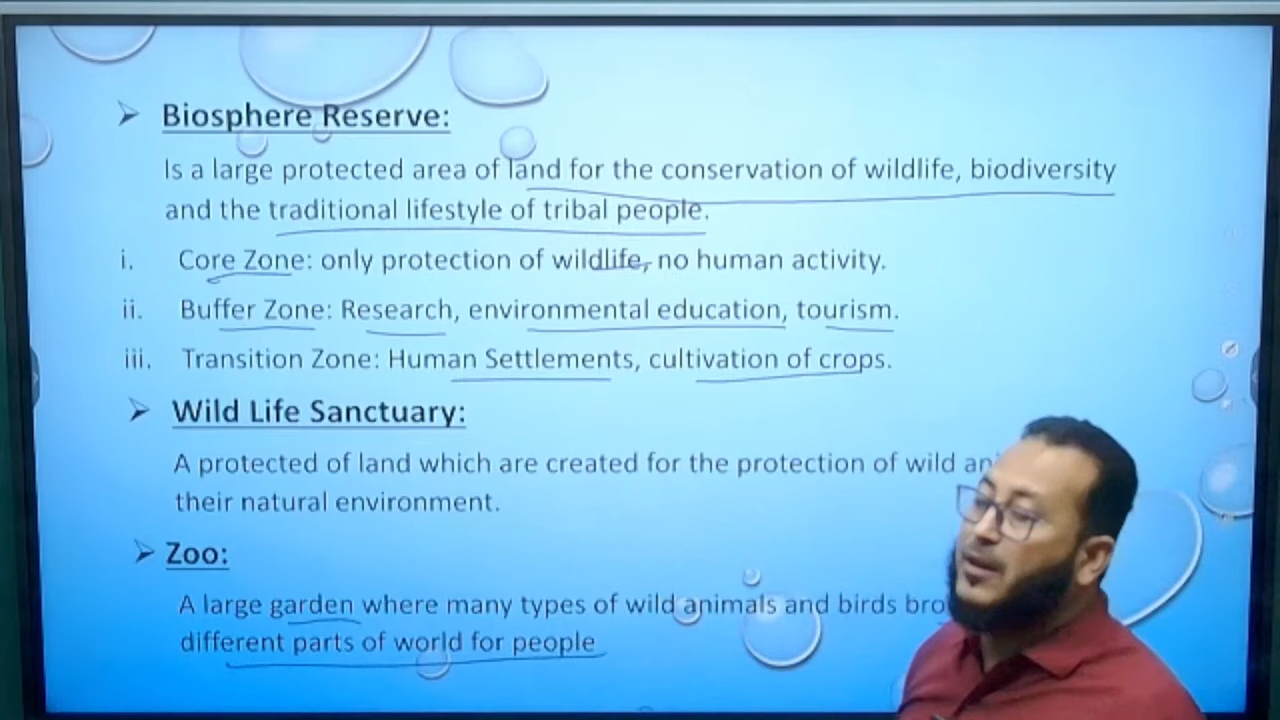 ➢ Biosphere Reserve:
Is a large protected area of land for the conservation of wildlife, biodiversity
and the traditional lifestyle of tribal people.
i. Core Zone: only protection of wildlife, no human activity.
ii. Buffer Zone: Research, environmental education, tourism.
iii. Transition Zone: Human Settlements, cultivation of crops.
➢ Wild Life Sanctuary:
A protected of land which are created for the protection of wild
their natural environment.
➢ Zoo:
A large garden where many types of wild animals and birds
different parts of world for people